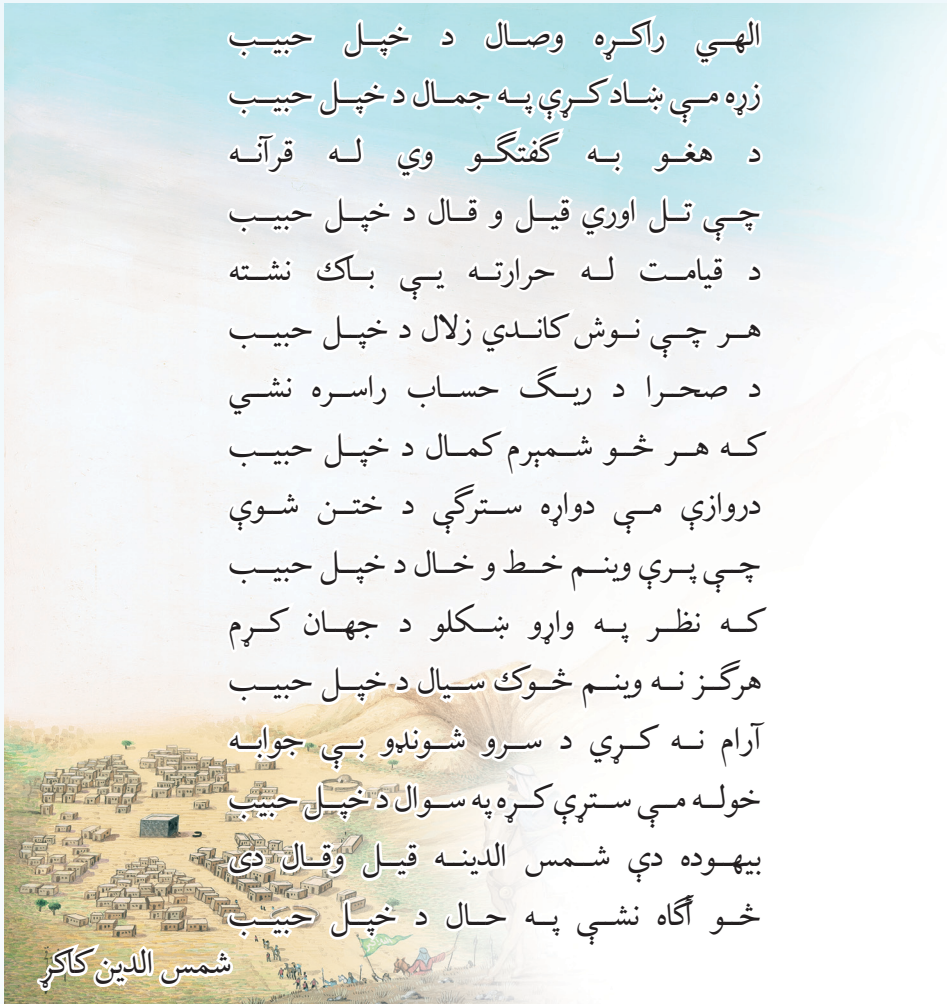 الهي راکړه وصال د خپل حبيب
زړه مې ښاد کړې په جمال د خپل حبيب
د هغو به گفتگو وي له قرآنه
چې تل اوري قيل و قال د خپل حبيب
د قيامت له حرارته يې باك نشته
هر چې نوش کاندي زلال د خپل حبيب
د صحرا د ريگ حساب راسره نشي
که هر څو شمېرم کمال د خپل حبيب
دروازې مې دواړه سترگې د ختن شوې
چې پرې وينم خط و خال د خپل حبيب
که نظر په واړو ښکلو د جهان کړم
هرگز نه وينم څوك سيال د خپل حبيب
آرام نه کړي د سرو شونډو بې جوابه
خوله مې ستړې کړه په سوال د خپل حبيب
بيهوده دې شمس الدينه قيل وقال دی
څو آگاه نشې په حال د خپل حبيب
شمس الدين کاکړ